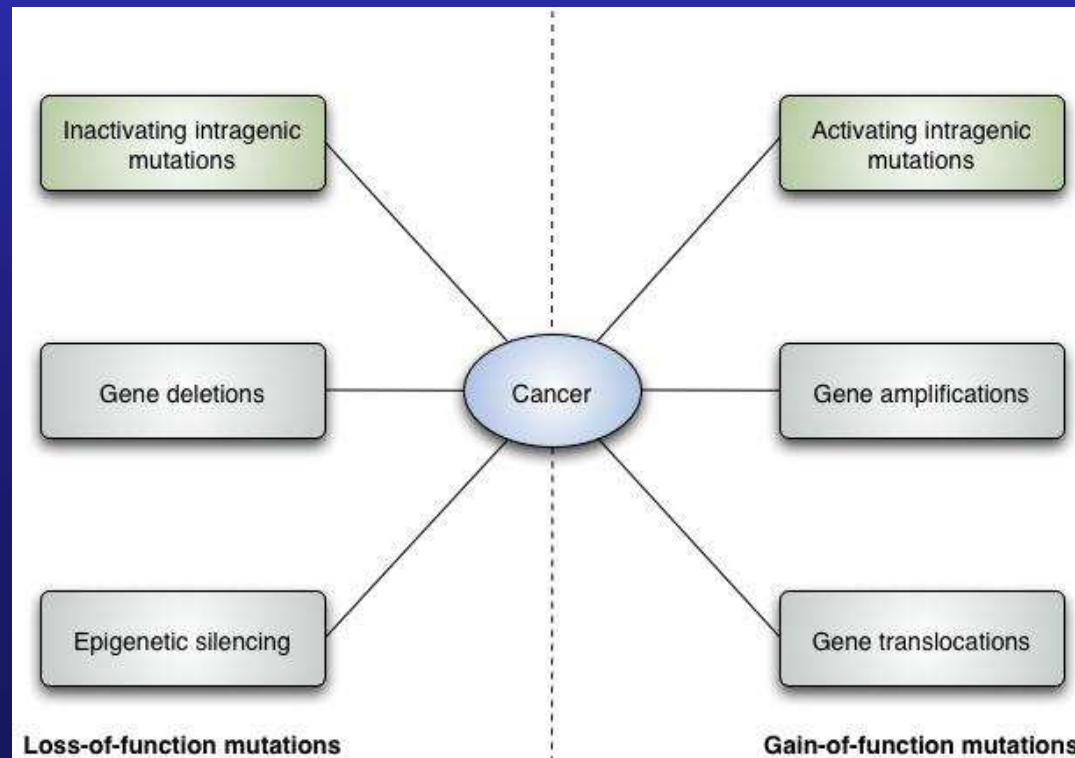 Inactivating intragenic
mutations
Activating intragenic
mutations
Gene deletions
Cancer
Gene amplifications
Epigenetic silencing
Gene translocations
Loss-of-function mutations
Gain-of-function mutations